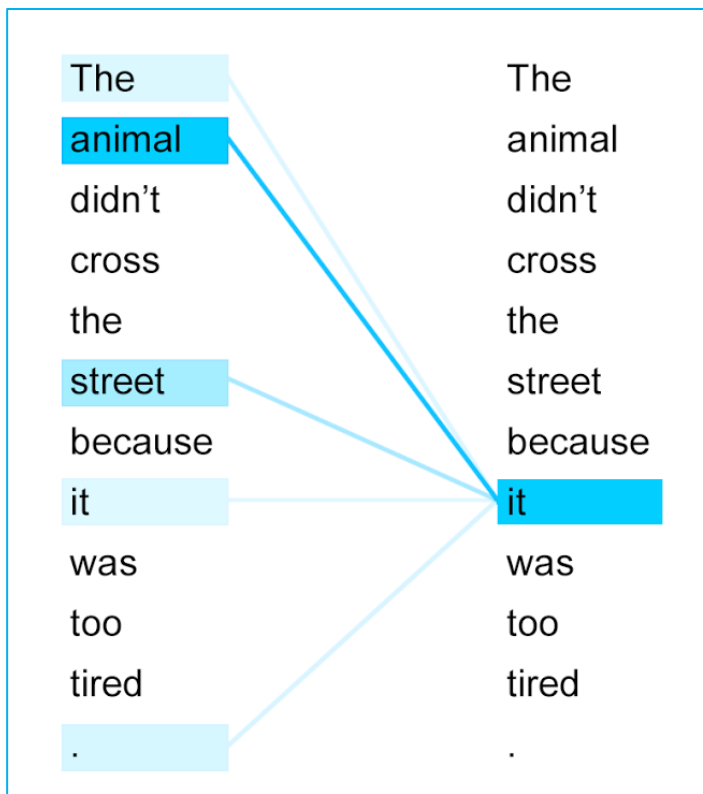 The
animal
didn’t
cross
the
street
because
it
was
too
tired
.
The
animal
didn’t
cross
the
street
because
it
was
too
tired
.